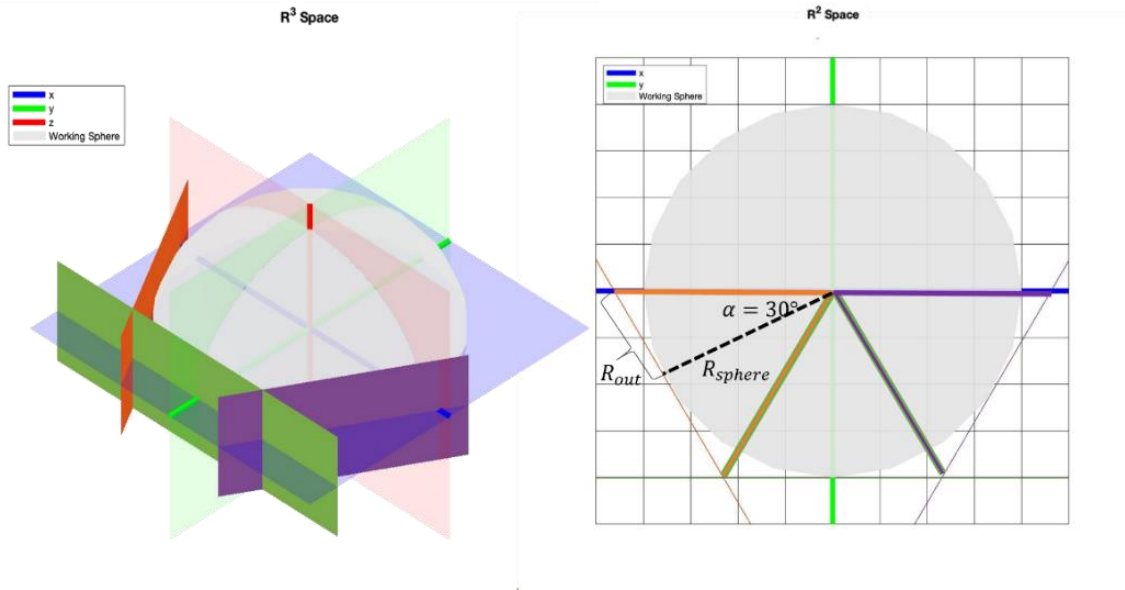 R³ Space
x
y
z
Working Sphere
R² Space
x
y
Working Sphere
α = 30°
R_out
R_sphere